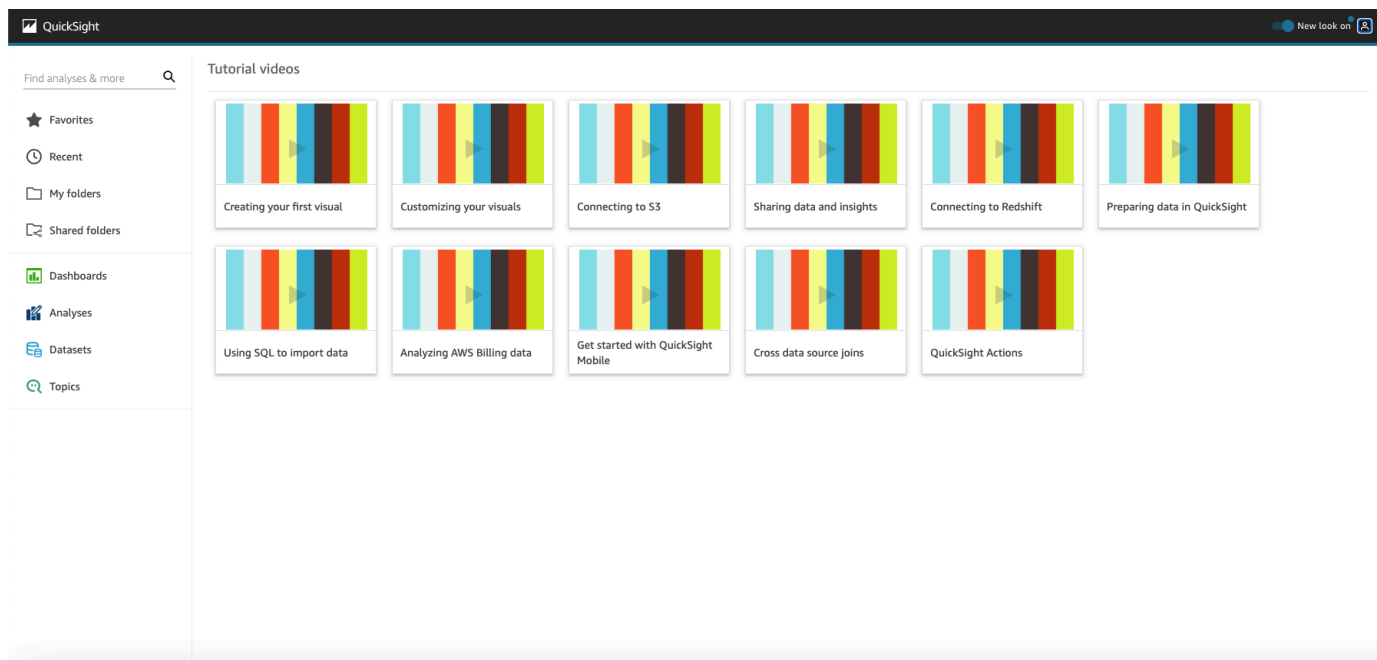 QuickSight
New look on
Find analyses & more
Favorites
Recent
My folders
Shared folders
Dashboards
Analyses
Datasets
Topics
Tutorial videos
Creating your first visual
Customizing your visuals
Connecting to S3
Sharing data and insights
Connecting to Redshift
Preparing data in QuickSight
Using SQL to import data
Analyzing AWS Billing data
Get started with QuickSight
Mobile
Cross data source joins
QuickSight Actions